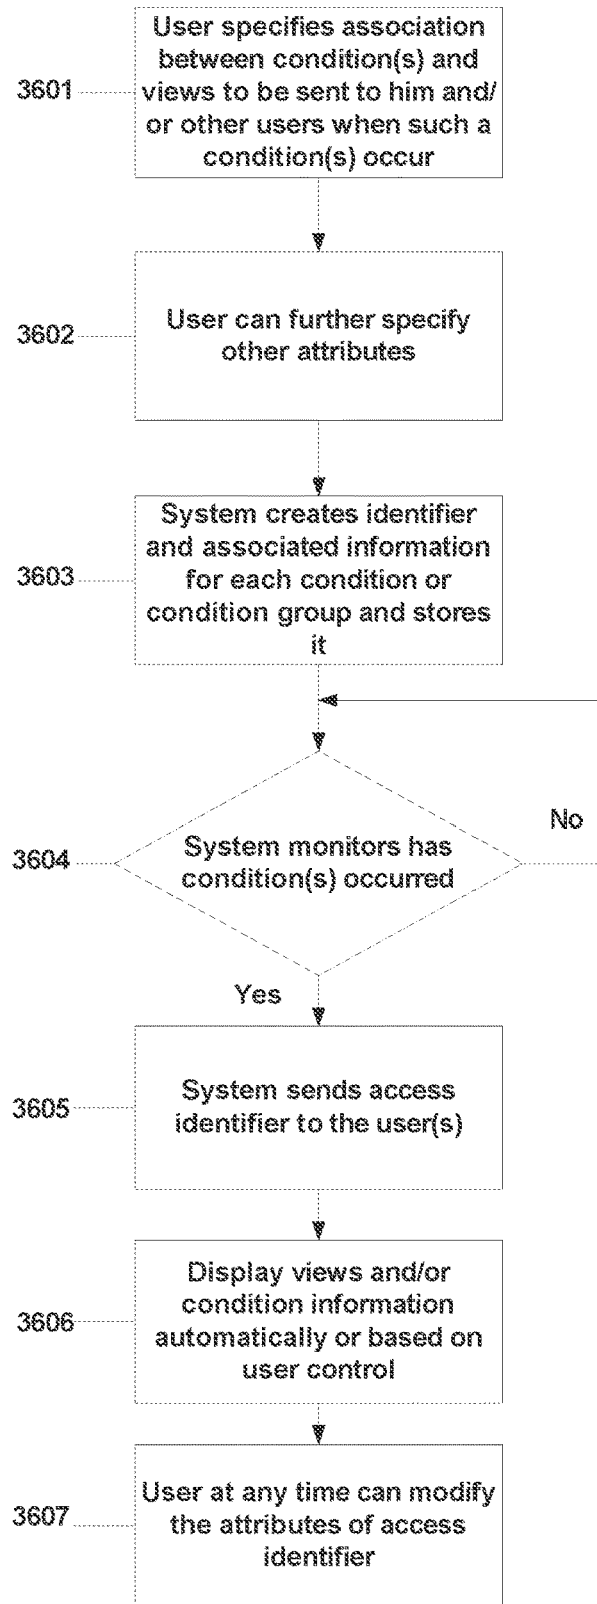 User specifies association
between condition(s) and
3601
views to be sent to him and/
or other users when such a
condition(s) occur
3602
User can further specify
other attributes
System creates identifier
and associated information
3603
for each condition or
condition group and stores
it
No
3604
System monitors has
condition(s) occurred
Yes
3605
System sends access
identifier to the user(s)
Display views and/or
condition information
3606
automatically or based on
user control
User at any time can modify
3607
the attributes of access
identifier